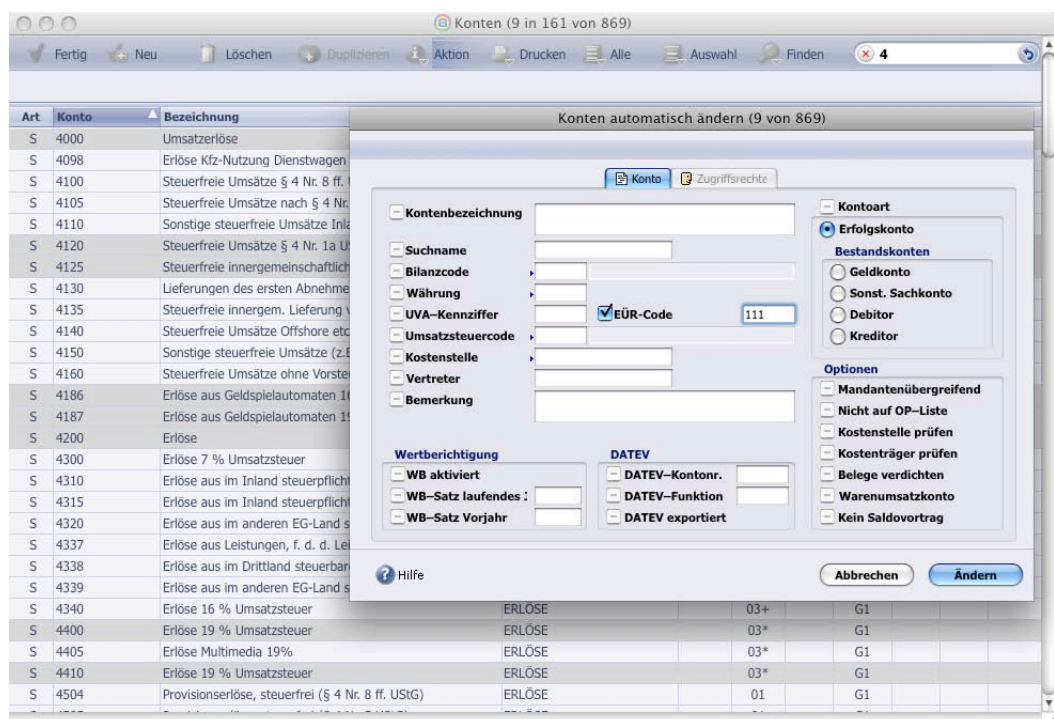 Konten (9 in 161 von 869)
Fertig Neu Löschen Duplizieren Aktion Drucken Alle Auswahl Finden 4
Art Konto Bezeichnung
S 4000 Umsatzerlöse
S 4098 Erlöse Kfz-Nutzung Dienstwagen
S 4100 Steuerfreie Umsätze § 4 Nr. 8 ff.
S 4105 Steuerfreie Umsätze nach § 4 Nr.
S 4110 Sonstige steuerfreie Umsätze Inla
S 4120 Steuerfreie Umsätze § 4 Nr. 1a U
S 4125 Steuerfreie innergemeinschaftlich
S 4130 Lieferungen des ersten Abnehme
S 4135 Steuerfreie innergem. Lieferung v
S 4140 Steuerfreie Umsätze Offshore etc
S 4150 Sonstige steuerfreie Umsätze (z.B
S 4160 Steuerfreie Umsätze ohne Vorste
S 4186 Erlöse aus Geldspielautomaten 16
S 4187 Erlöse aus Geldspielautomaten 19
S 4200 Erlöse
S 4300 Erlöse 7 % Umsatzsteuer
S 4310 Erlöse aus im Inland steuerpflicht
S 4315 Erlöse aus im Inland steuerpflicht
S 4320 Erlöse aus im anderen EG-Land s
S 4337 Erlöse aus Leistungen, f. d. d. Lei
S 4338 Erlöse aus im Drittland steuerbar
S 4339 Erlöse aus im anderen EG-Land s
S 4340 Erlöse 16 % Umsatzsteuer ERLÖSE 03+ G1
S 4400 Erlöse 19 % Umsatzsteuer ERLÖSE 03* G1
S 4405 Erlöse Multimedia 19% ERLÖSE 03* G1
S 4410 Erlöse 19 % Umsatzsteuer ERLÖSE 03* G1
S 4504 Provisionserlöse, steuerfrei (§ 4 Nr. 8 ff. UStG) ERLÖSE 01 G1
Konten automatisch ändern (9 von 869)
Konto Zugriffsrechte
Kontenbezeichnung
Suchname
Bilanzcode
Währung
UVA-Kennziffer EÜR-Code 111
Umsatzsteuercode
Kostenstelle
Vertreter
Bemerkung
Wertberichtigung
WB aktiviert
WB-Satz laufendes J
WB-Satz Vorjahr
DATEV
DATEV-Kontonr.
DATEV-Funktion
DATEV exportiert
Kontoart
Erfolgskonto
Bestandskonten
Geldkonto
Sonst. Sachkonto
Debitor
Kreditor
Optionen
Mandantenübergreifend
Nicht auf OP-Liste
Kostenstelle prüfen
Kostenträger prüfen
Belege verdichten
Warenumsatzkonto
Kein Saldovortrag
Hilfe
Abbrechen Ändern